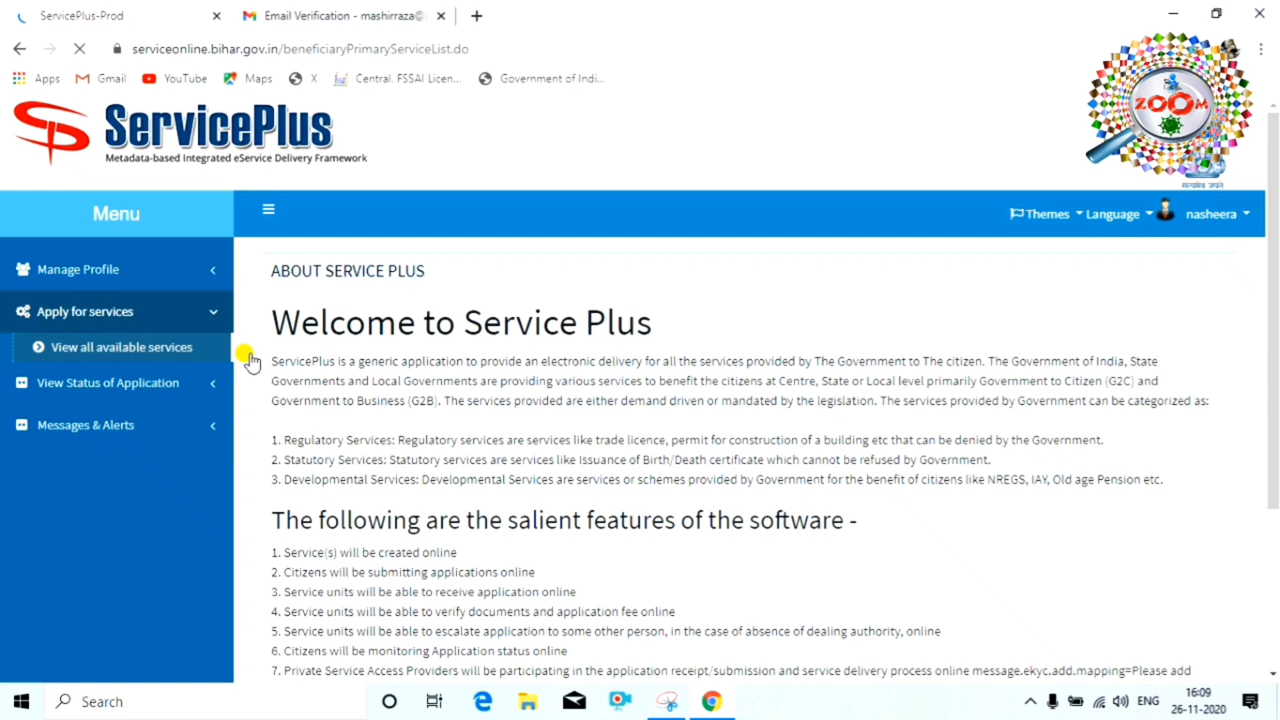 ServicePlus-Prod
Email Verification - mashirraza@
serviceonline.bihar.gov.in/beneficiaryPrimaryServiceList.do
Apps
Gmail
YouTube
Maps
X
Central. FSSAI Licen...
Government of Indi...
ServicePlus
Metadata-based Integrated eService Delivery Framework
ZOOM
सत्यमेव जयते
Menu
Themes
Language
nasheera
Manage Profile
Apply for services
View all available services
View Status of Application
Messages & Alerts
ABOUT SERVICE PLUS
Welcome to Service Plus
ServicePlus is a generic application to provide an electronic delivery for all the services provided by The Government to The citizen. The Government of India, State
Governments and Local Governments are providing various services to benefit the citizens at Centre, State or Local level primarily Government to Citizen (G2C) and
Government to Business (G2B). The services provided are either demand driven or mandated by the legislation. The services provided by Government can be categorized as:
1. Regulatory Services: Regulatory services are services like trade licence, permit for construction of a building etc that can be denied by the Government.
2. Statutory Services: Statutory services are services like Issuance of Birth/Death certificate which cannot be refused by Government.
3. Developmental Services: Developmental Services are services or schemes provided by Government for the benefit of citizens like NREGS, IAY, Old age Pension etc.
The following are the salient features of the software -
1. Service(s) will be created online
2. Citizens will be submitting applications online
3. Service units will be able to receive application online
4. Service units will be able to verify documents and application fee online
5. Service units will be able to escalate application to some other person, in the case of absence of dealing authority, online
6. Citizens will be monitoring Application status online
7. Private Service Access Providers will be participating in the application receipt/submission and service delivery process online message.ekyc.add.mapping=Please add
Search
ENG
16:09
26-11-2020